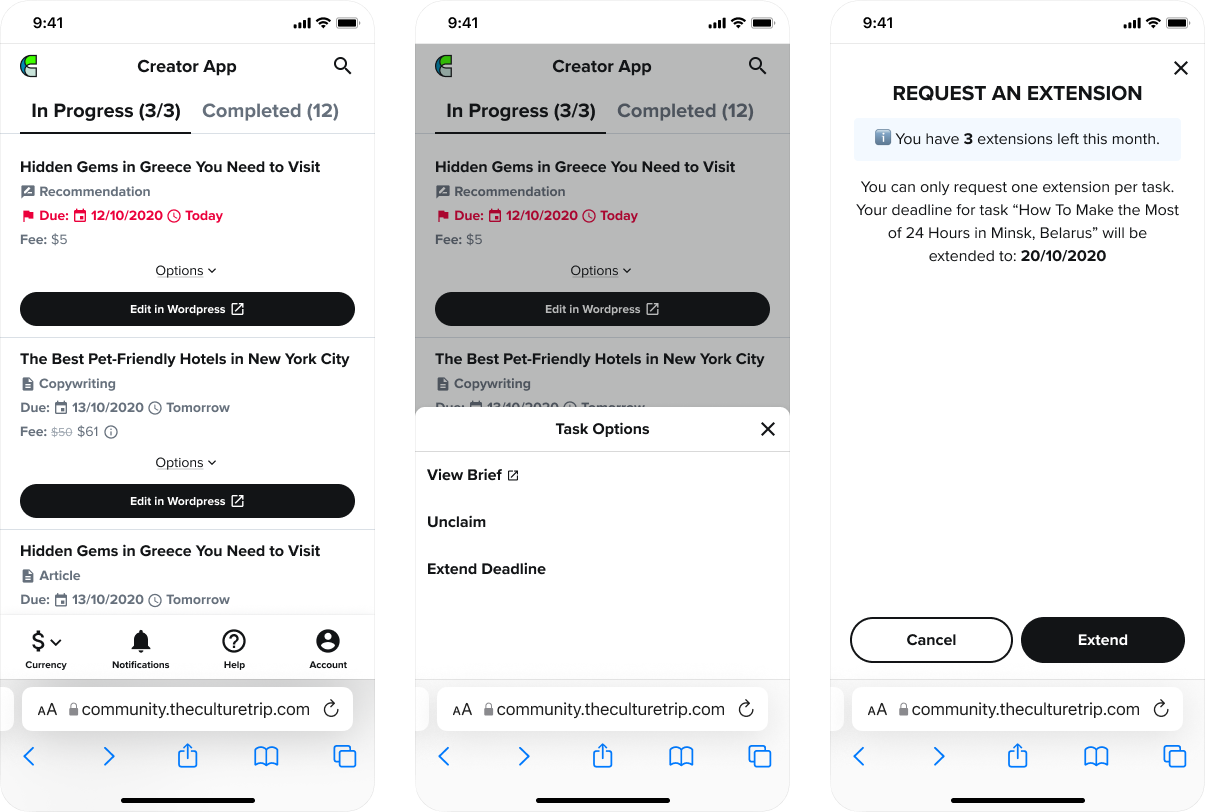 9:41
Creator App
In Progress (3/3) Completed (12)
Hidden Gems in Greece You Need to Visit
Recommendation
Due: 12/10/2020 Today
Fee: $5
Options
Edit in Wordpress
The Best Pet-Friendly Hotels in New York City
Copywriting
Due: 13/10/2020 Tomorrow
Fee: $50 $61
Options
Edit in Wordpress
Hidden Gems in Greece You Need to Visit
Article
Due: 13/10/2020 Tomorrow
Currency Notifications Help Account
AA community.theculturetrip.com
9:41
Creator App
In Progress (3/3) Completed (12)
Hidden Gems in Greece You Need to Visit
Recommendation
Due: 12/10/2020 Today
Fee: $5
Options
Edit in Wordpress
The Best Pet-Friendly Hotels in New York City
Copywriting
Due: 13/10/2020 Tomorrow
Task Options
View Brief
Unclaim
Extend Deadline
AA community.theculturetrip.com
9:41
REQUEST AN EXTENSION
You have 3 extensions left this month.
You can only request one extension per task.
Your deadline for task “How To Make the Most
of 24 Hours in Minsk, Belarus” will be
extended to: 20/10/2020
Cancel Extend
AA community.theculturetrip.com